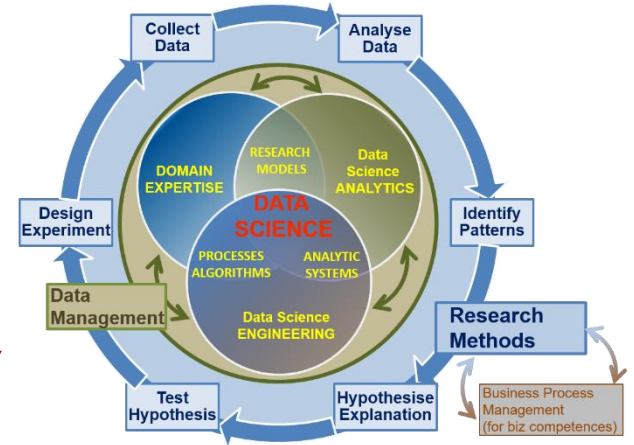 Collect
Data
Analyse
Data
RESEARCH
MODELS
DOMAIN
EXPERTISE
Data
Science
ANALYTICS
DATA
SCIENCE
Design
Experiment
Identify
Patterns
PROCESSES
ALGORITHMS
ANALYTIC
SYSTEMS
Data
Management
Data Science
ENGINEERING
Research
Methods
Test
Hypothesis
Hypothesise
Explanation
Business Process
Management
(for biz competences)